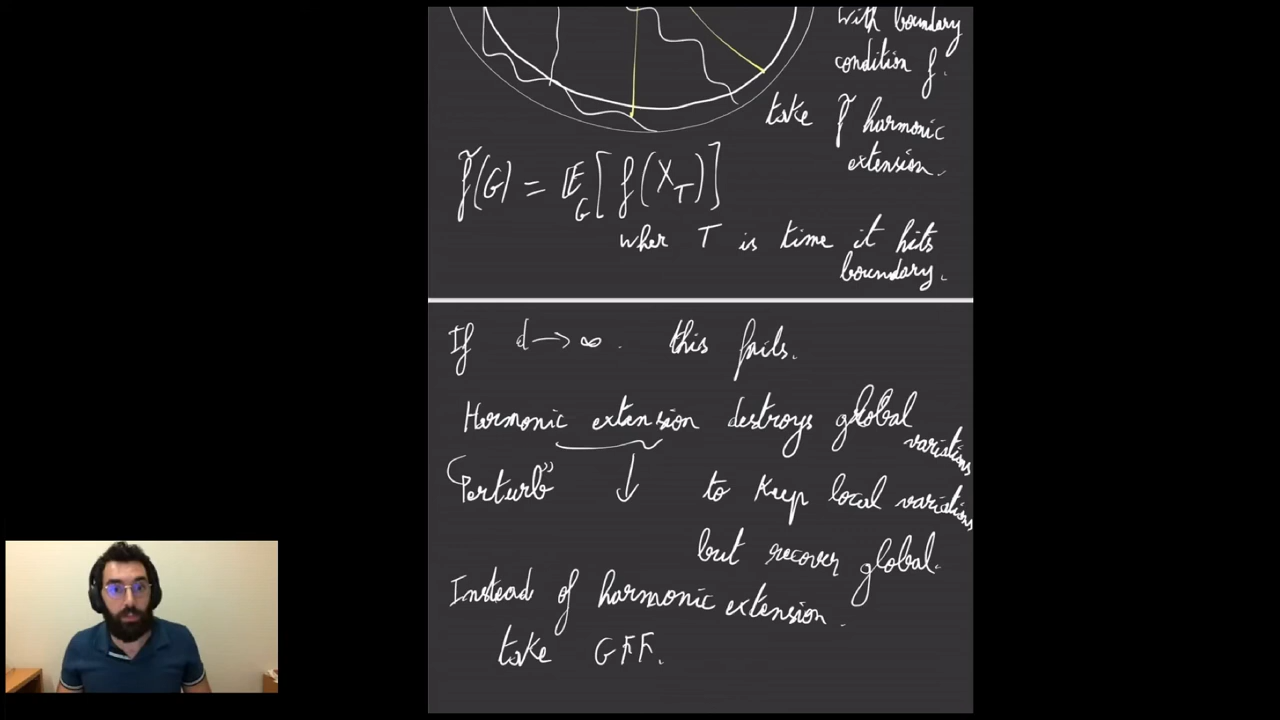 With boundary
condition f.
take f̃ harmonic
extension.
f̃(G) = 𝔼_G [ f(X_T) ]
wher T is time it hits
boundary.
If d → ∞. this fails.
Harmonic extension destroys global
variations
"Perturb" ↓ to keep local variations
but recover global.
Instead of harmonic extension.
take GFF.